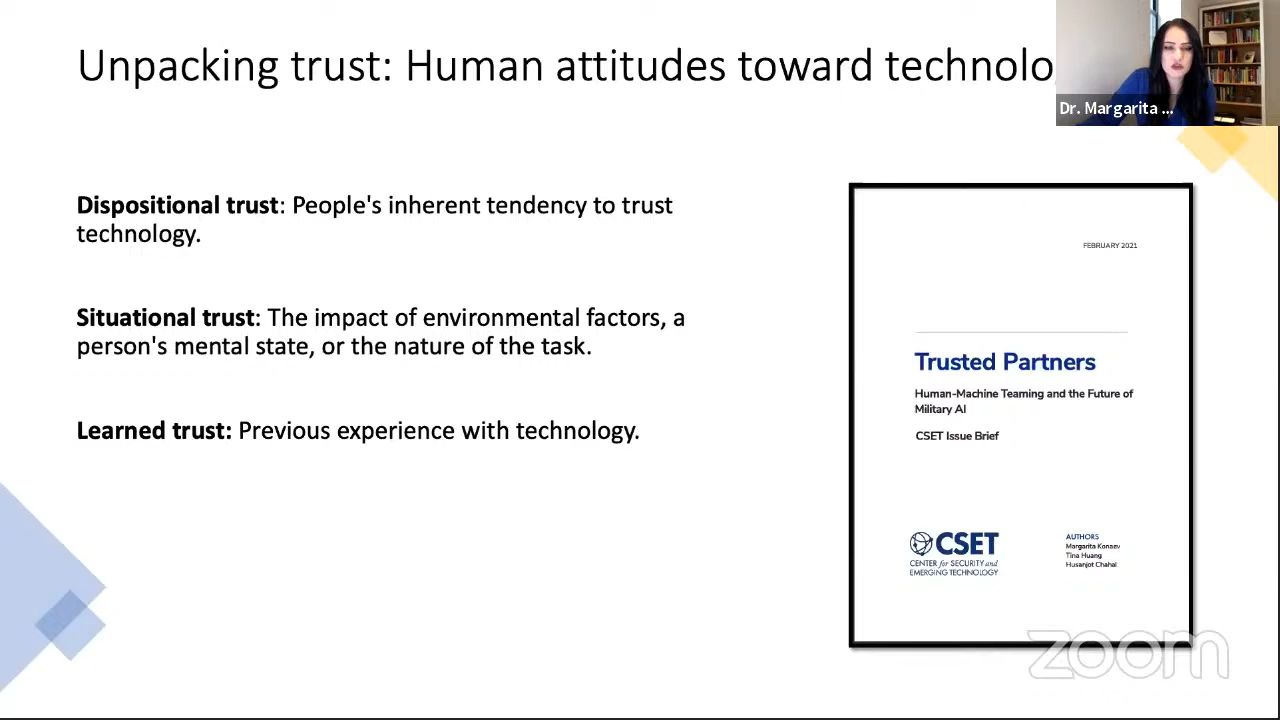 Unpacking trust: Human attitudes toward technolo
Dr. Margarita ...
Dispositional trust: People's inherent tendency to trust
technology.
Situational trust: The impact of environmental factors, a
person's mental state, or the nature of the task.
Learned trust: Previous experience with technology.
FEBRUARY 2021
Trusted Partners
Human-Machine Teaming and the Future of
Military AI
CSET Issue Brief
CSET
CENTER for SECURITY and
EMERGING TECHNOLOGY
AUTHORS
Margarita Konaev
Tina Huang
Husanjot Chahal
zoom